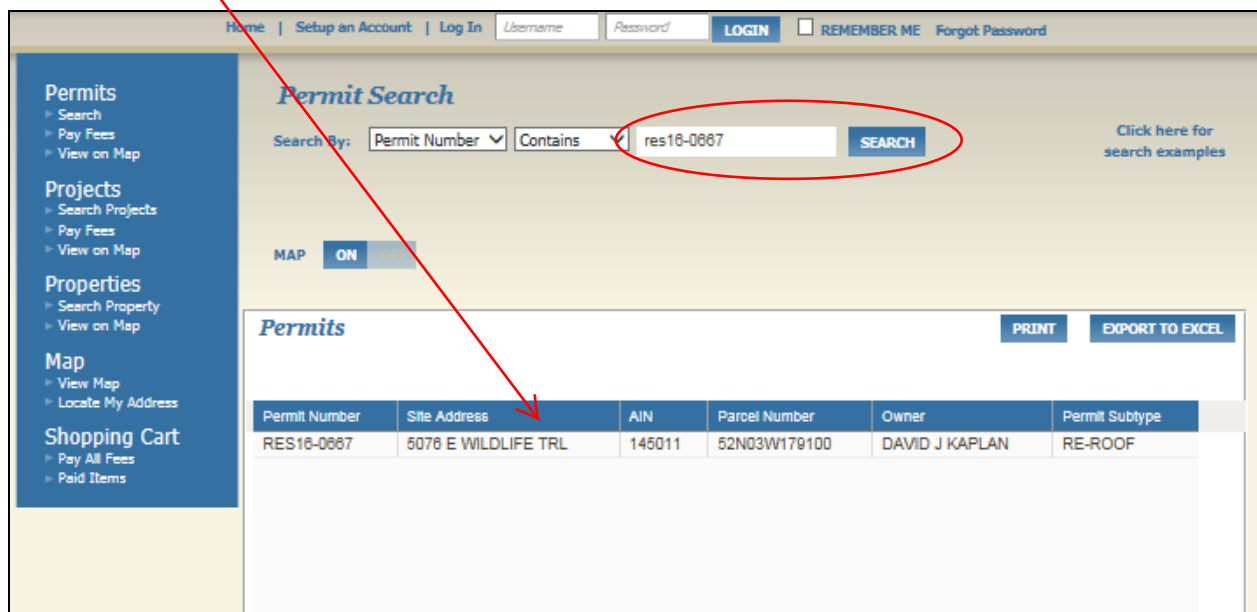 Home | Setup an Account | Log In Username Password LOGIN REMEMBER ME Forgot Password
Permits
Search
Pay Fees
View on Map
Projects
Search Projects
Pay Fees
View on Map
Properties
Search Property
View on Map
Map
View Map
Locate My Address
Shopping Cart
Pay All Fees
Paid Items
Permit Search
Search By: Permit Number Contains res16-0667 SEARCH
Click here for
search examples
MAP ON OFF
Permits PRINT EXPORT TO EXCEL
Permit Number Site Address AIN Parcel Number Owner Permit Subtype
RES16-0667 5076 E WILDLIFE TRL 145011 52N03W179100 DAVID J KAPLAN RE-ROOF